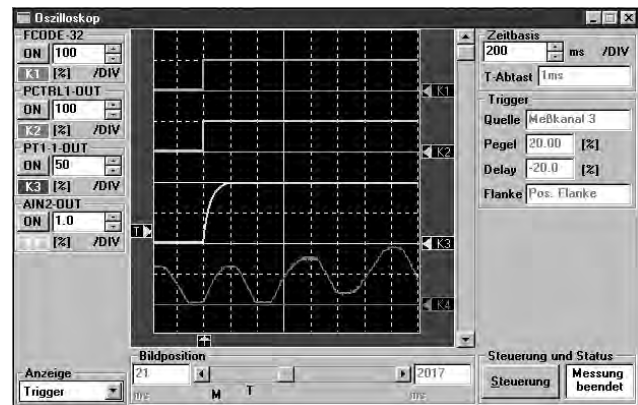 Oszilloskop
FCODE-32
ON 100
K1 [%] /DIV
PCTRL1-OUT
ON 100
K2 [%] /DIV
PT1-1-OUT
ON 50
K3 [%] /DIV
AIN2-OUT
ON 1.0
[%] /DIV
Anzeige
Trigger
K1
K2
T
K3
K4
Bildposition
21
2017
ms
M T
ms
Zeitbasis
200 ms /DIV
T-Abtast 1ms
Trigger
Quelle Meßkanal 3
Pegel 20.00 [%]
Delay -20.0 [%]
Flanke Pos. Flanke
Steuerung und Status
Steuerung
Messung
beendet